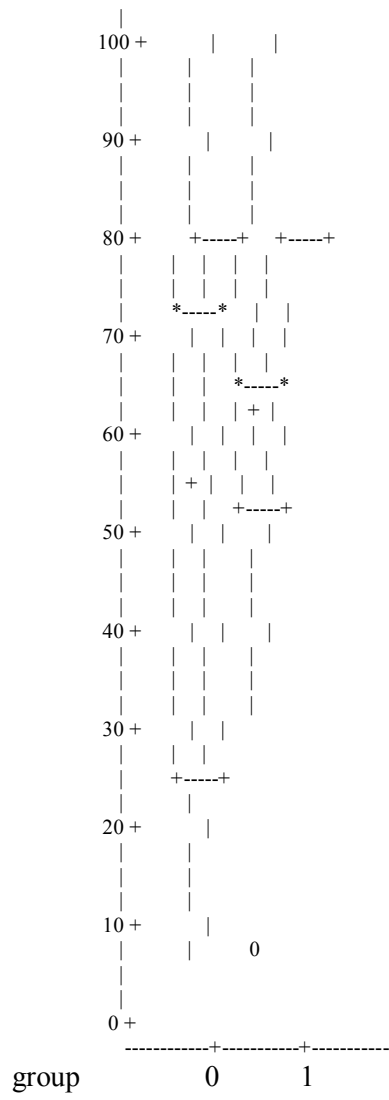 |
100 +          |          |
|          |          |
|          |          |
|          |          |
90 +          |          |
|          |          |
|          |          |
|          |          |
80 +        +-----+     +-----+
|        |    |    |    |
|        |    |    |    |
|        *-----*     |    |
70 +        |    |    |    |
|        |    |    |    |
|        |    |    *-----*
|        |    |    |  +  |
60 +        |    |    |    |
|        |    |    |    |
|        |  +  |    |    |
|        |    |    +-----+
50 +        |    |       |
|        |    |       |
|        |    |       |
|        |    |       |
40 +        |    |       |
|        |    |       |
|        |    |       |
|        |    |       |
30 +        |    |
|        |    |
|        +-----+
|          |
20 +          |
|          |
|          |
|          |
10 +          |
|          |          0
|
|
0 +
------------+-----------+-----------
group          0          1